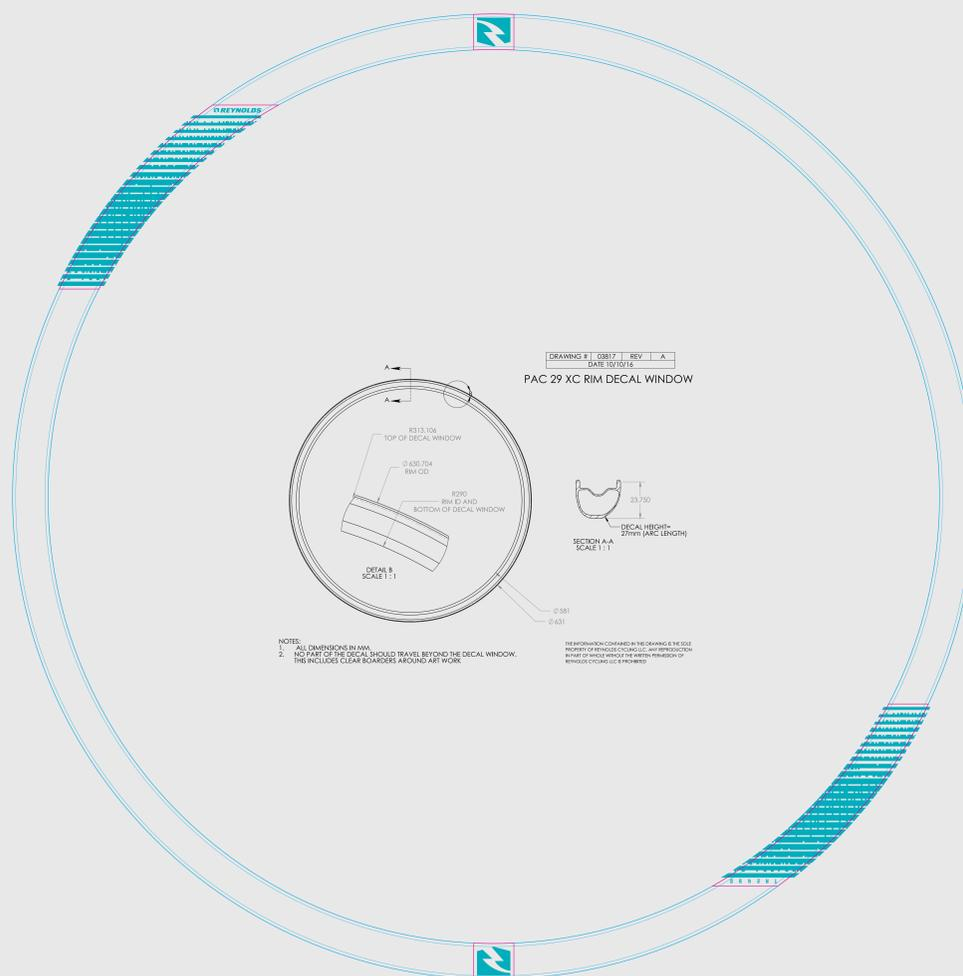 REYNOLDS
DRAWING # 03817 REV A
DATE 10/10/16
PAC 29 XC RIM DECAL WINDOW
A
A
R313.106
TOP OF DECAL WINDOW
∅630.704
RIM OD
R290
RIM ID AND
BOTTOM OF DECAL WINDOW
23.750
DECAL HEIGHT=
27mm (ARC LENGTH)
SECTION A-A
SCALE 1 : 1
DETAIL B
SCALE 1 : 1
∅581
∅631
NOTES:
1. ALL DIMENSIONS IN MM.
2. NO PART OF THE DECAL SHOULD TRAVEL BEYOND THE DECAL WINDOW.
THIS INCLUDES CLEAR BOARDERS AROUND ART WORK
THE INFORMATION CONTAINED IN THIS DRAWING IS THE SOLE
PROPERTY OF REYNOLDS CYCLING LLC. ANY REPRODUCTION
IN PART OF WHOLE WITHOUT THE WRITTEN PERMISSION OF
REYNOLDS CYCLING LLC IS PROHIBITED